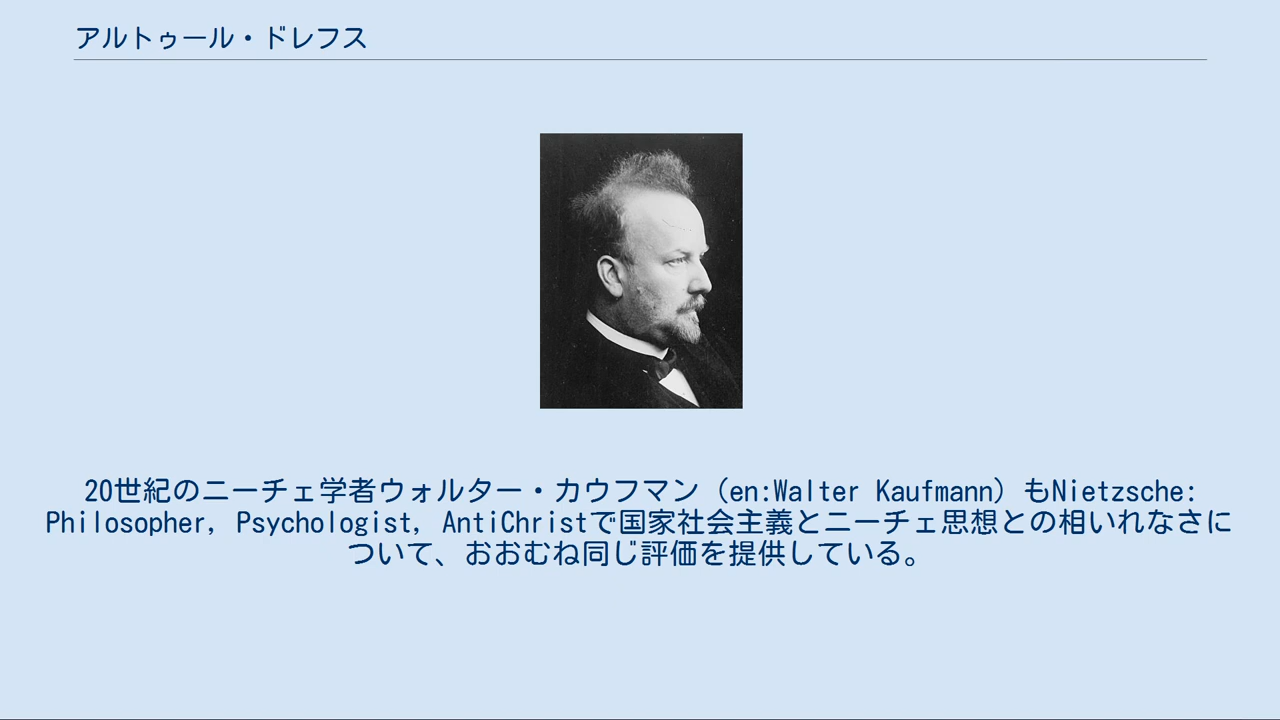 アルトゥール・ドレフス
20世紀のニーチェ学者ウォルター・カウフマン（en:Walter Kaufmann）もNietzsche:
Philosopher, Psychologist, AntiChristで国家社会主義とニーチェ思想との相いれなさに
ついて、おおむね同じ評価を提供している。